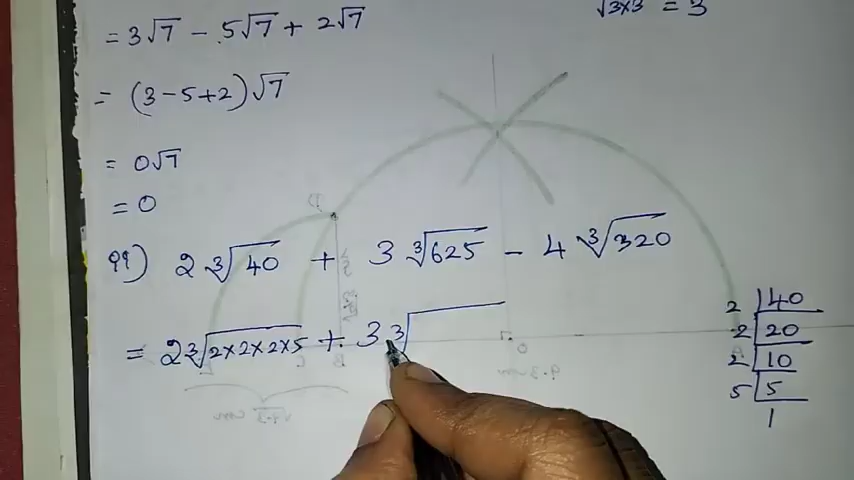 = 3√7 - 5√7 + 2√7
√3×3 = 3
= (3-5+2)√7
= 0√7
= 0
ii) 2 ∛40 + 3 ∛625 - 4 ∛320
= 2∛2×2×2×5 + 3∛
2 | 40
2 | 20
2 | 10
5 | 5
1